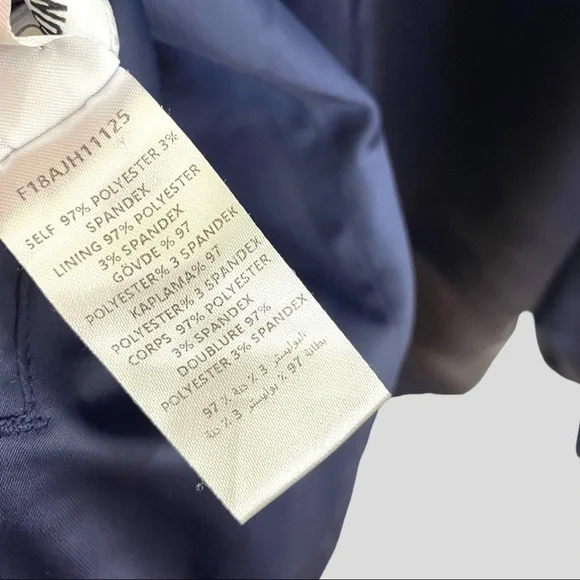 F18AJH11125
SELF 97% POLYESTER 3%
SPANDEX
LINING 97% POLYESTER
3% SPANDEX
GÖVDE % 97
POLYESTER% 3 SPANDEK
KAPLAMA% 97
POLYESTER% 3 SPANDEX
CORPS 97% POLYESTER
3% SPANDEX
DOUBLURE 97%
POLYESTER 3% SPANDEX